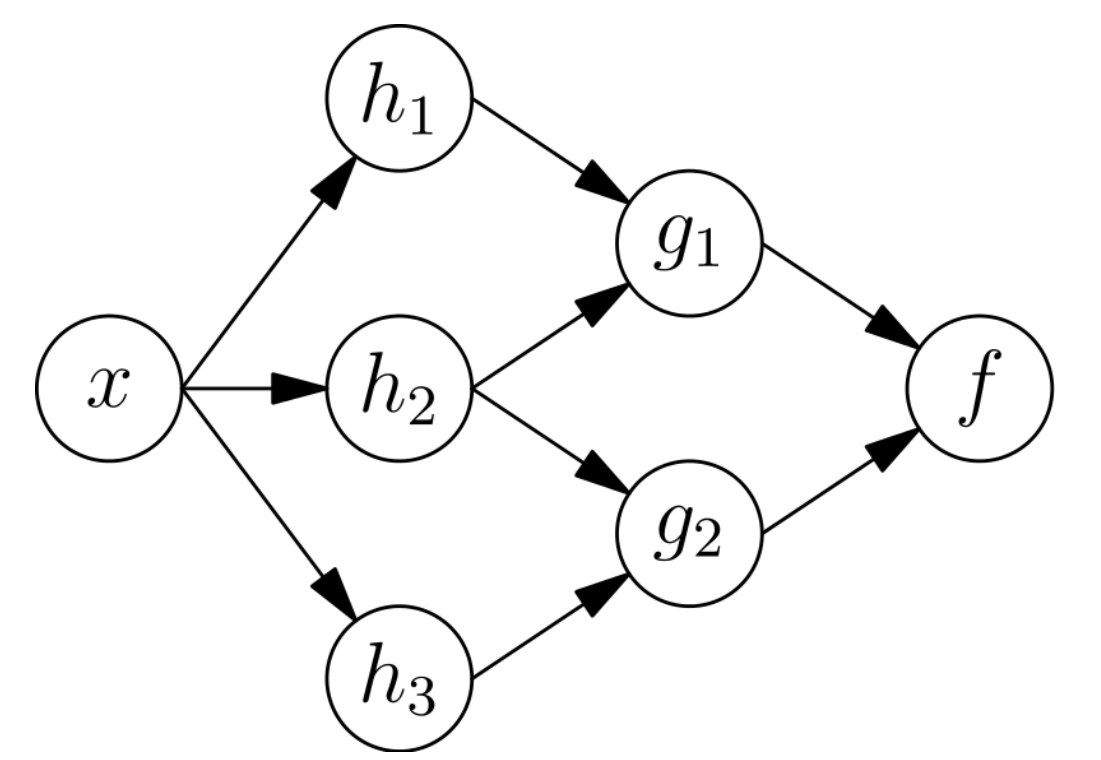 h₁
g₁
x
h₂
f
g₂
h₃